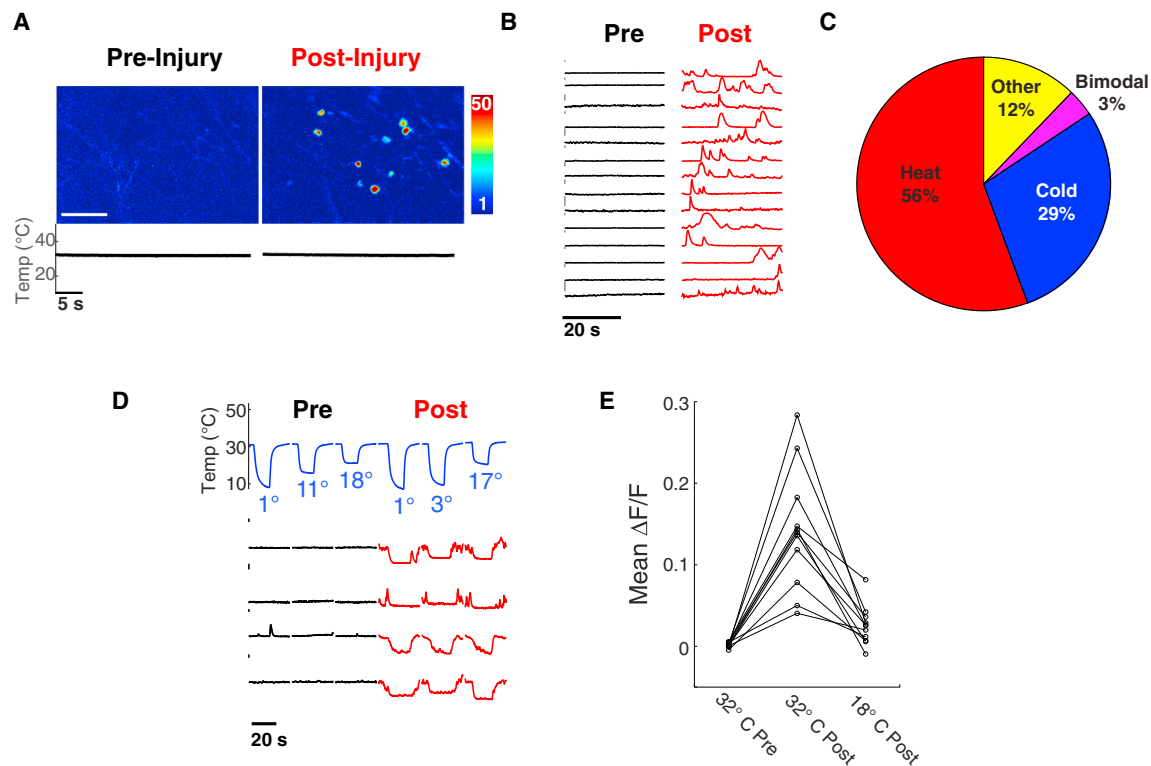 A
Pre-Injury
Post-Injury
50
1
Temp (°C)
40
20
5 s
B
Pre
Post
20 s
C
Other
12%
Bimodal
3%
Heat
56%
Cold
29%
D
Pre
Post
Temp (°C)
50
30
10
1°
11°
18°
1°
3°
17°
20 s
E
Mean ΔF/F
0.3
0.2
0.1
0
32° C Pre
32° C Post
18° C Post